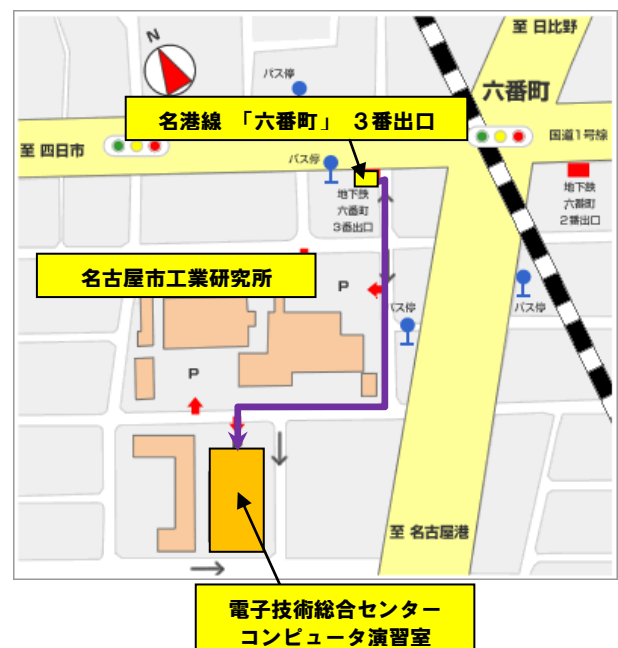 至 日比野
N
バス停
六番町
名港線 「六番町」 3番出口
国道1号線
至 四日市
バス停
地下鉄
六番町
3番出口
地下鉄
六番町
2番出口
名古屋市工業研究所
P
バス停
バス停
P
至 名古屋港
電子技術総合センター
コンピュータ演習室